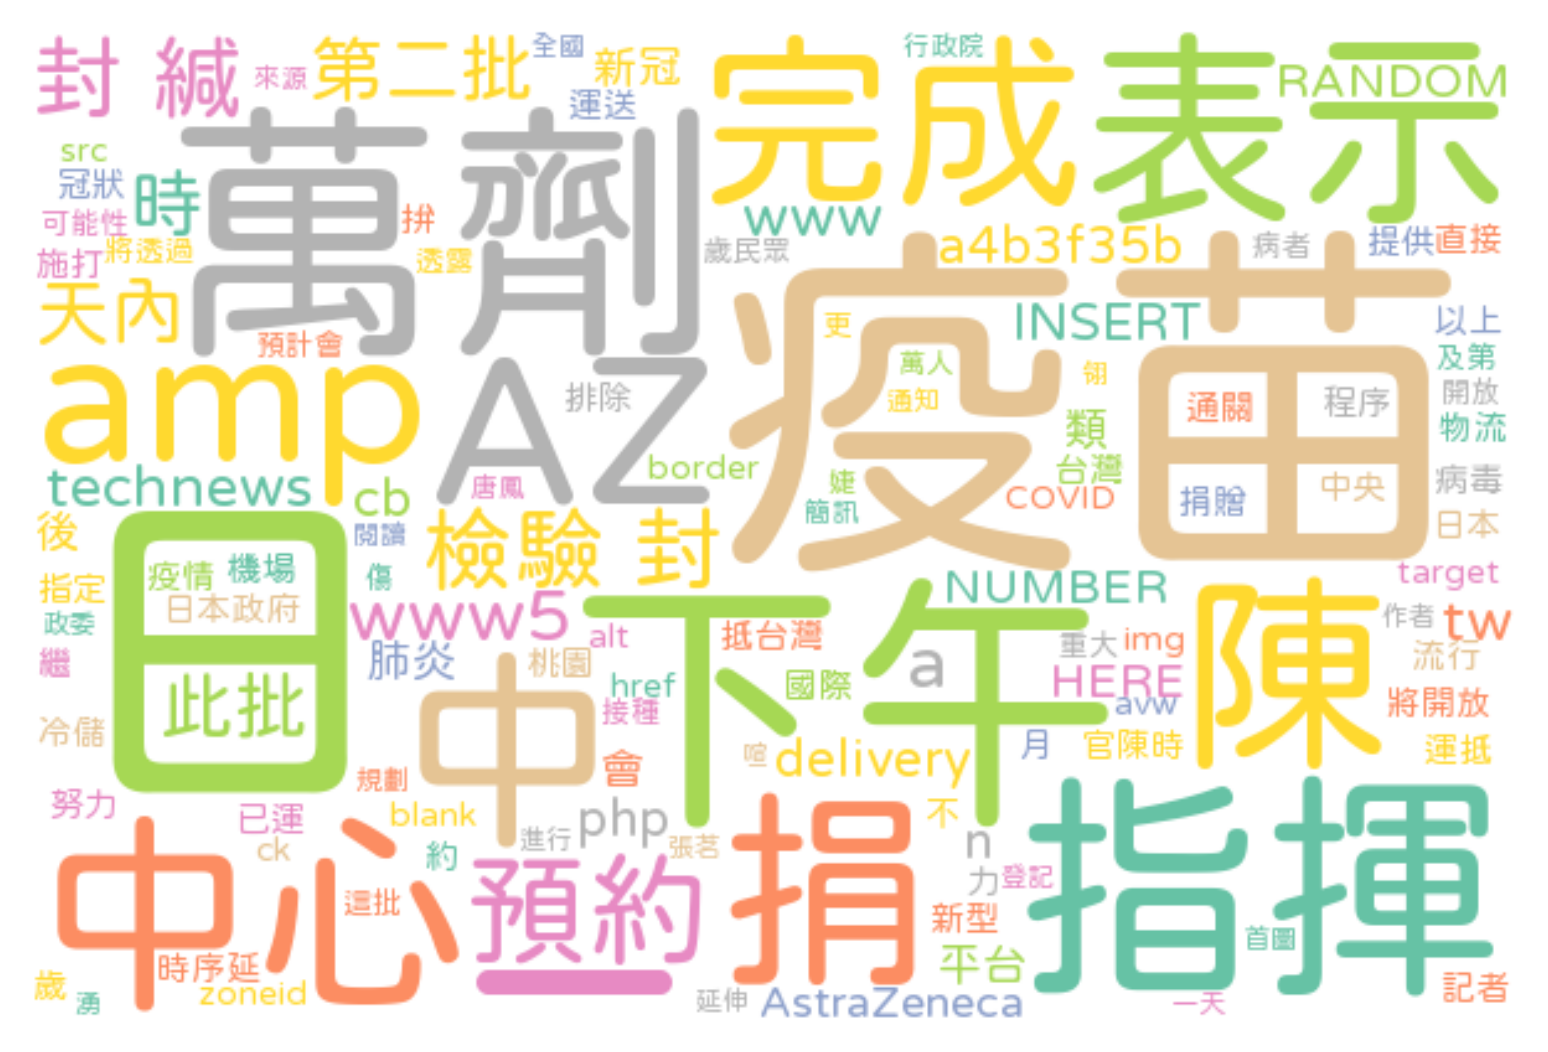 封 緘
來源
第二批
全國
新冠
運送
完成
行政院
表示
RANDOM
src
冠狀
時
可能性
將透過
施打
萬劑
拚
透露
www
歲民眾
a4b3f35b
病者
提供
直接
天內
預計會
疫苗
更
INSERT
以上
萬人
通知
翎
及第
開放
物流
amp
AZ
排除
類
台灣
通關
程序
technews
cb
唐鳳
border
婕
簡訊
COVID
捐贈
中央
病毒
日本
後
閱讀
檢驗 封
日
疫情
機場
日本政府
傷
指定
政委
繼
www5
NUMBER
target
下午
alt
抵台灣
陳
作者
tw
肺炎
桃園
a
重大
img
流行
此批
href
接種
國際
HERE
avw
將開放
冷儲
中
會
喧
delivery
月
官陳時
運抵
規劃
努力
已運
ck
blank
約
進行
php
張茗
捐
不
n
指揮
中心
這批
預約
力
登記
新型
首圖
時序延
zoneid
平台
記者
歲
湧
一
延伸
AstraZeneca
一天